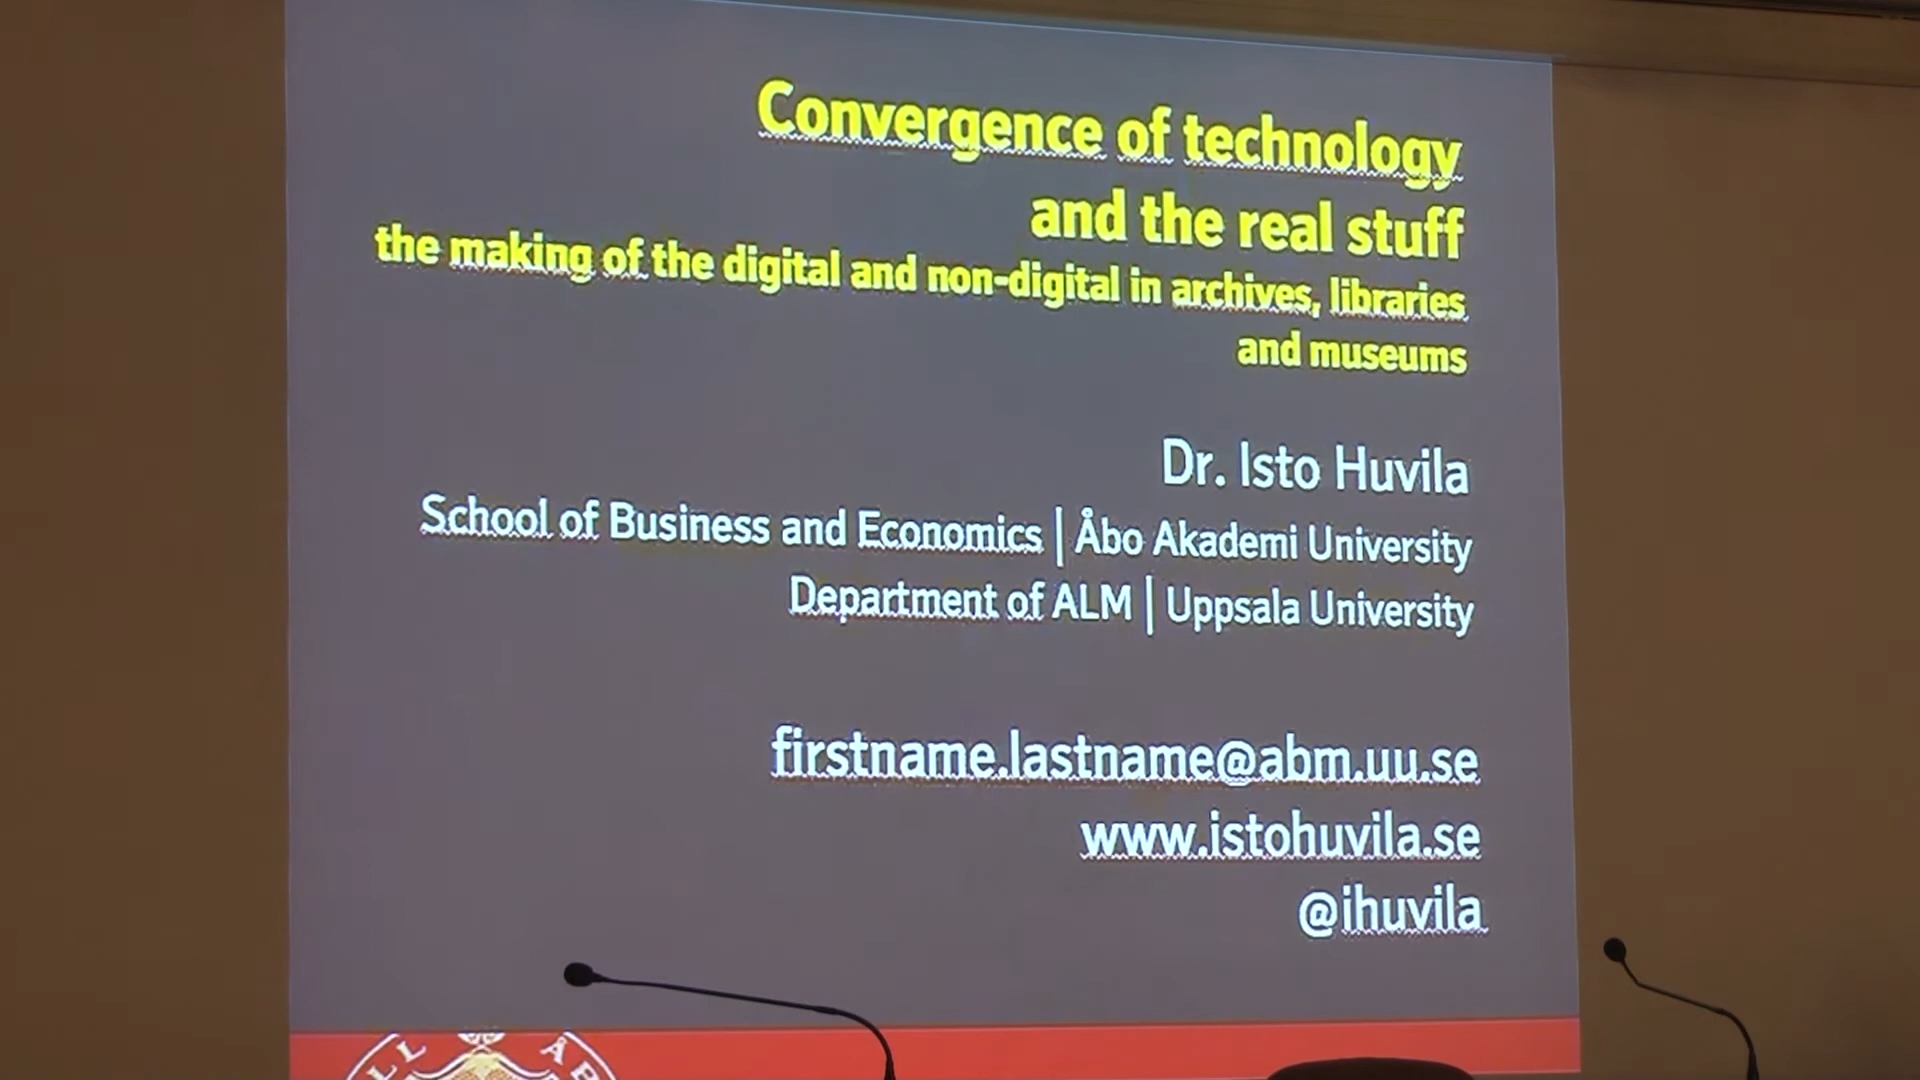 Convergence of technology
and the real stuff
the making of the digital and non-digital in archives, libraries
and museums
Dr. Isto Huvila
School of Business and Economics | Åbo Akademi University
Department of ALM | Uppsala University
firstname.lastname@abm.uu.se
www.istohuvila.se
@ihuvila